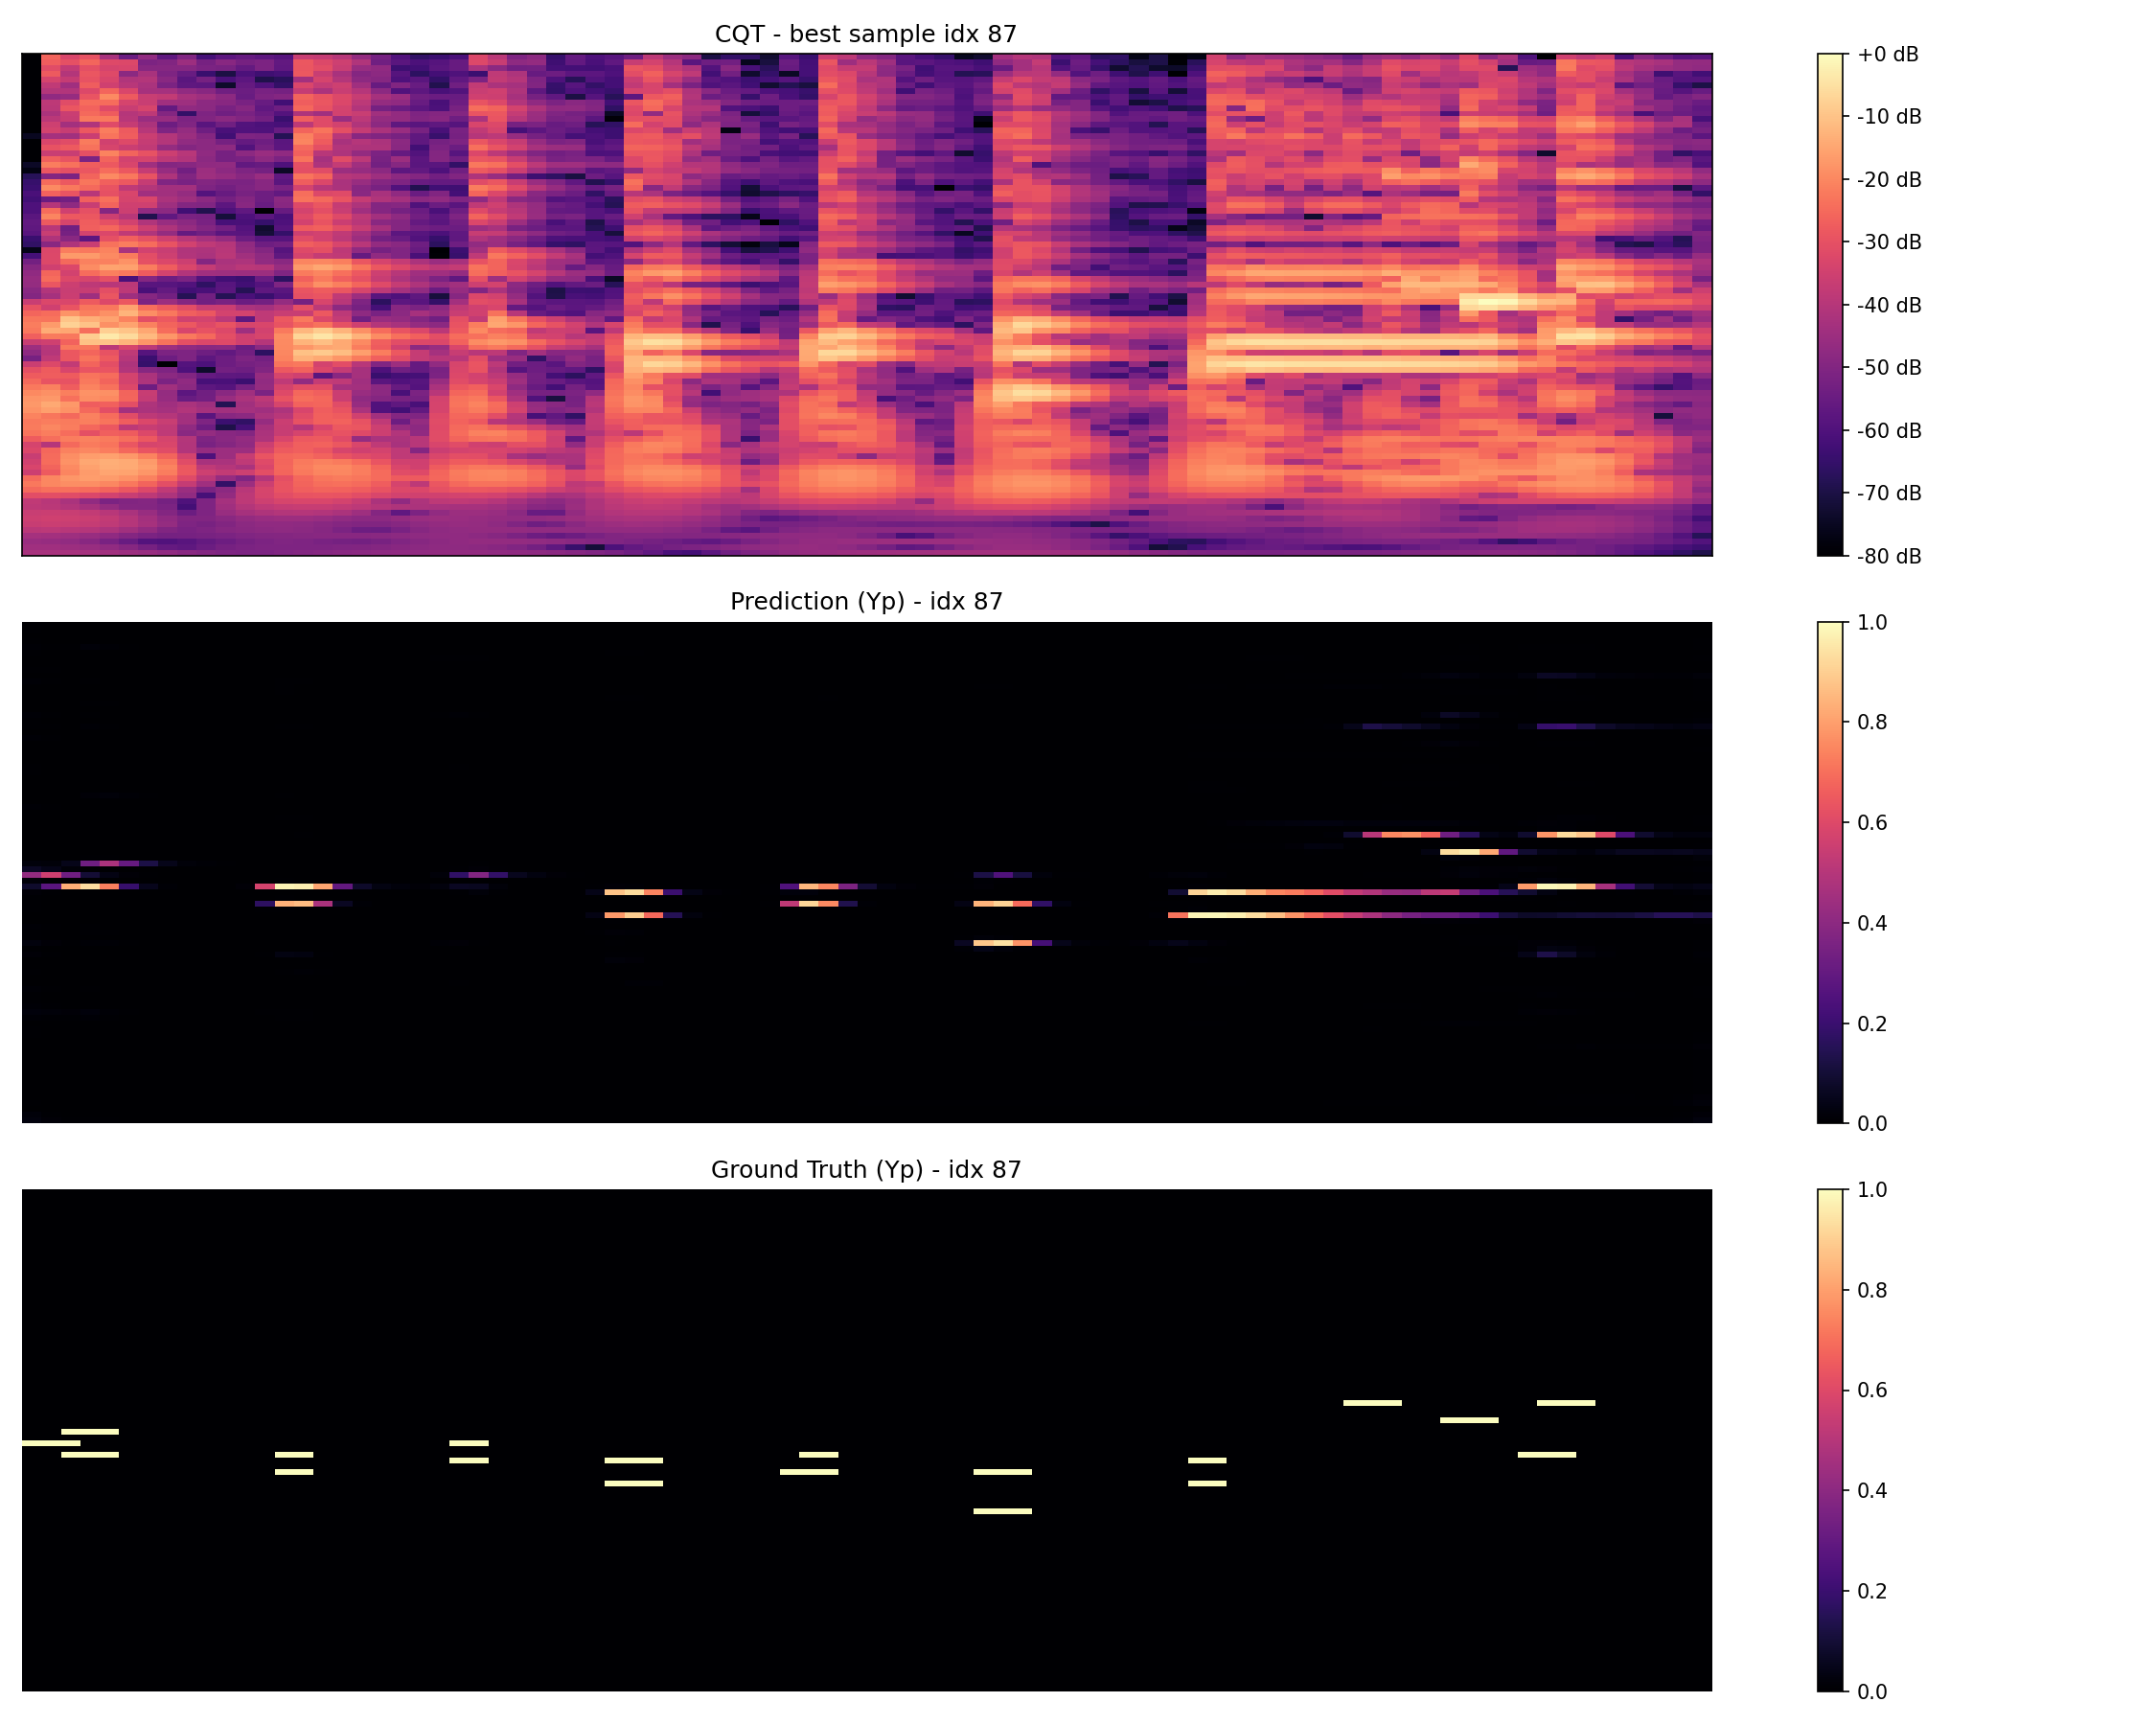 CQT - best sample idx 87
+0 dB
-10 dB
-20 dB
-30 dB
-40 dB
-50 dB
-60 dB
-70 dB
-80 dB
Prediction (Yp) - idx 87
1.0
0.8
0.6
0.4
0.2
0.0
Ground Truth (Yp) - idx 87
1.0
0.8
0.6
0.4
0.2
0.0